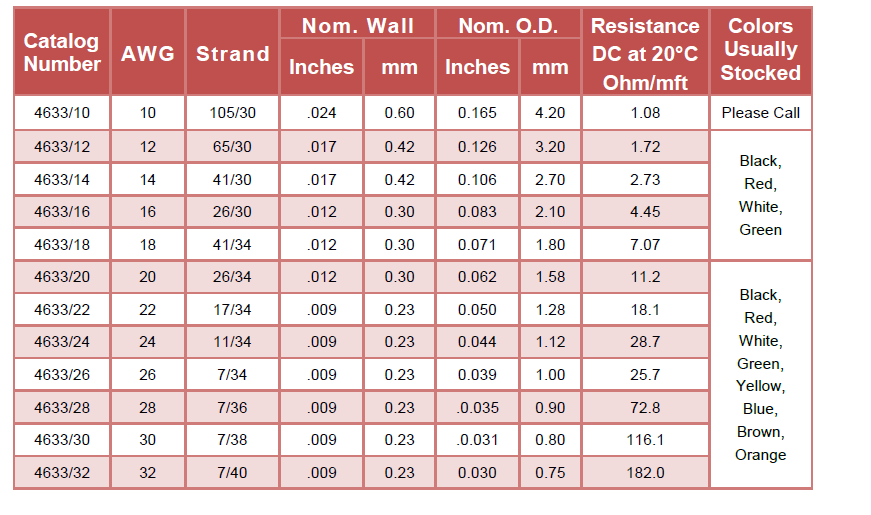 Catalog Number AWG Strand Nom. Wall Nom. O.D. Resistance DC at 20°C Ohm/mft Colors Usually Stocked
Inches mm Inches mm
4633/10 10 105/30 .024 0.60 0.165 4.20 1.08 Please Call
4633/12 12 65/30 .017 0.42 0.126 3.20 1.72
4633/14 14 41/30 .017 0.42 0.106 2.70 2.73
4633/16 16 26/30 .012 0.30 0.083 2.10 4.45
4633/18 18 41/34 .012 0.30 0.071 1.80 7.07
Black,
Red,
White,
Green
4633/20 20 26/34 .012 0.30 0.062 1.58 11.2
4633/22 22 17/34 .009 0.23 0.050 1.28 18.1
4633/24 24 11/34 .009 0.23 0.044 1.12 28.7
4633/26 26 7/34 .009 0.23 0.039 1.00 25.7
4633/28 28 7/36 .009 0.23 .0.035 0.90 72.8
4633/30 30 7/38 .009 0.23 .0.031 0.80 116.1
4633/32 32 7/40 .009 0.23 0.030 0.75 182.0
Black,
Red,
White,
Green,
Yellow,
Blue,
Brown,
Orange